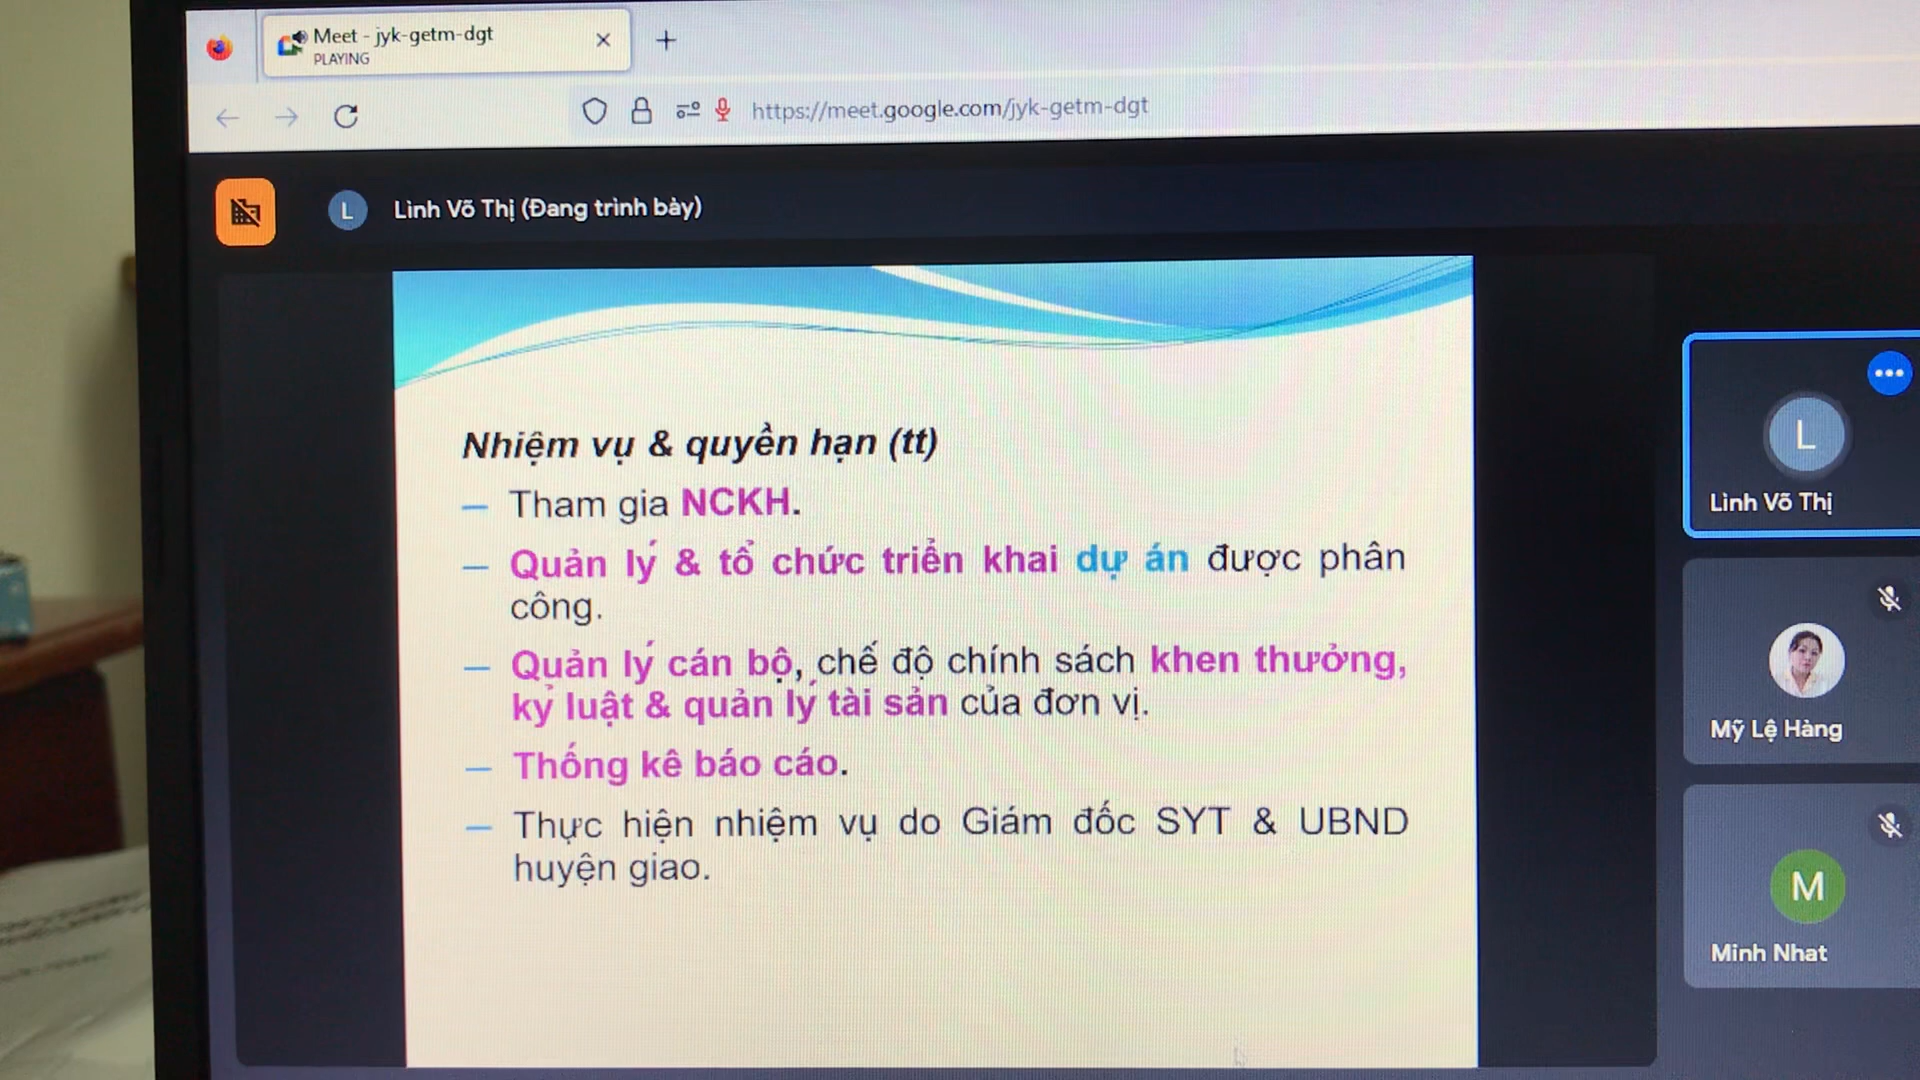 Meet - jyk-getm-dgt
PLAYING
https://meet.google.com/jyk-getm-dgt
L
Linh Võ Thị (Đang trình bày)
Nhiệm vụ & quyền hạn (tt)
— Tham gia NCKH.
— Quản lý & tổ chức triển khai dự án được phân
công.
— Quản lý cán bộ, chế độ chính sách khen thưởng,
kỷ luật & quản lý tài sản của đơn vị.
— Thống kê báo cáo.
— Thực hiện nhiệm vụ do Giám đốc SYT & UBND
huyện giao.
L
Linh Võ Thị
Mỹ Lệ Hàng
M
Minh Nhat